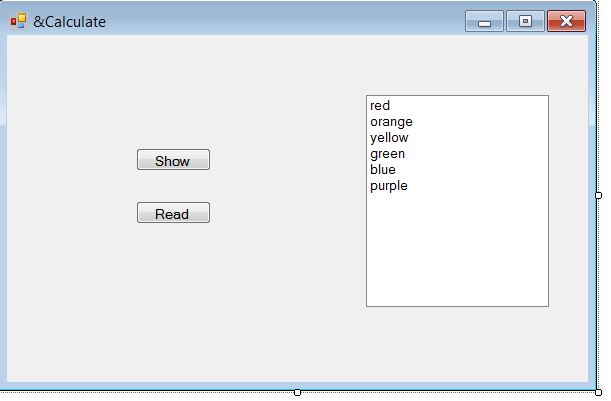 &Calculate
Show
Read
red
orange
yellow
green
blue
purple